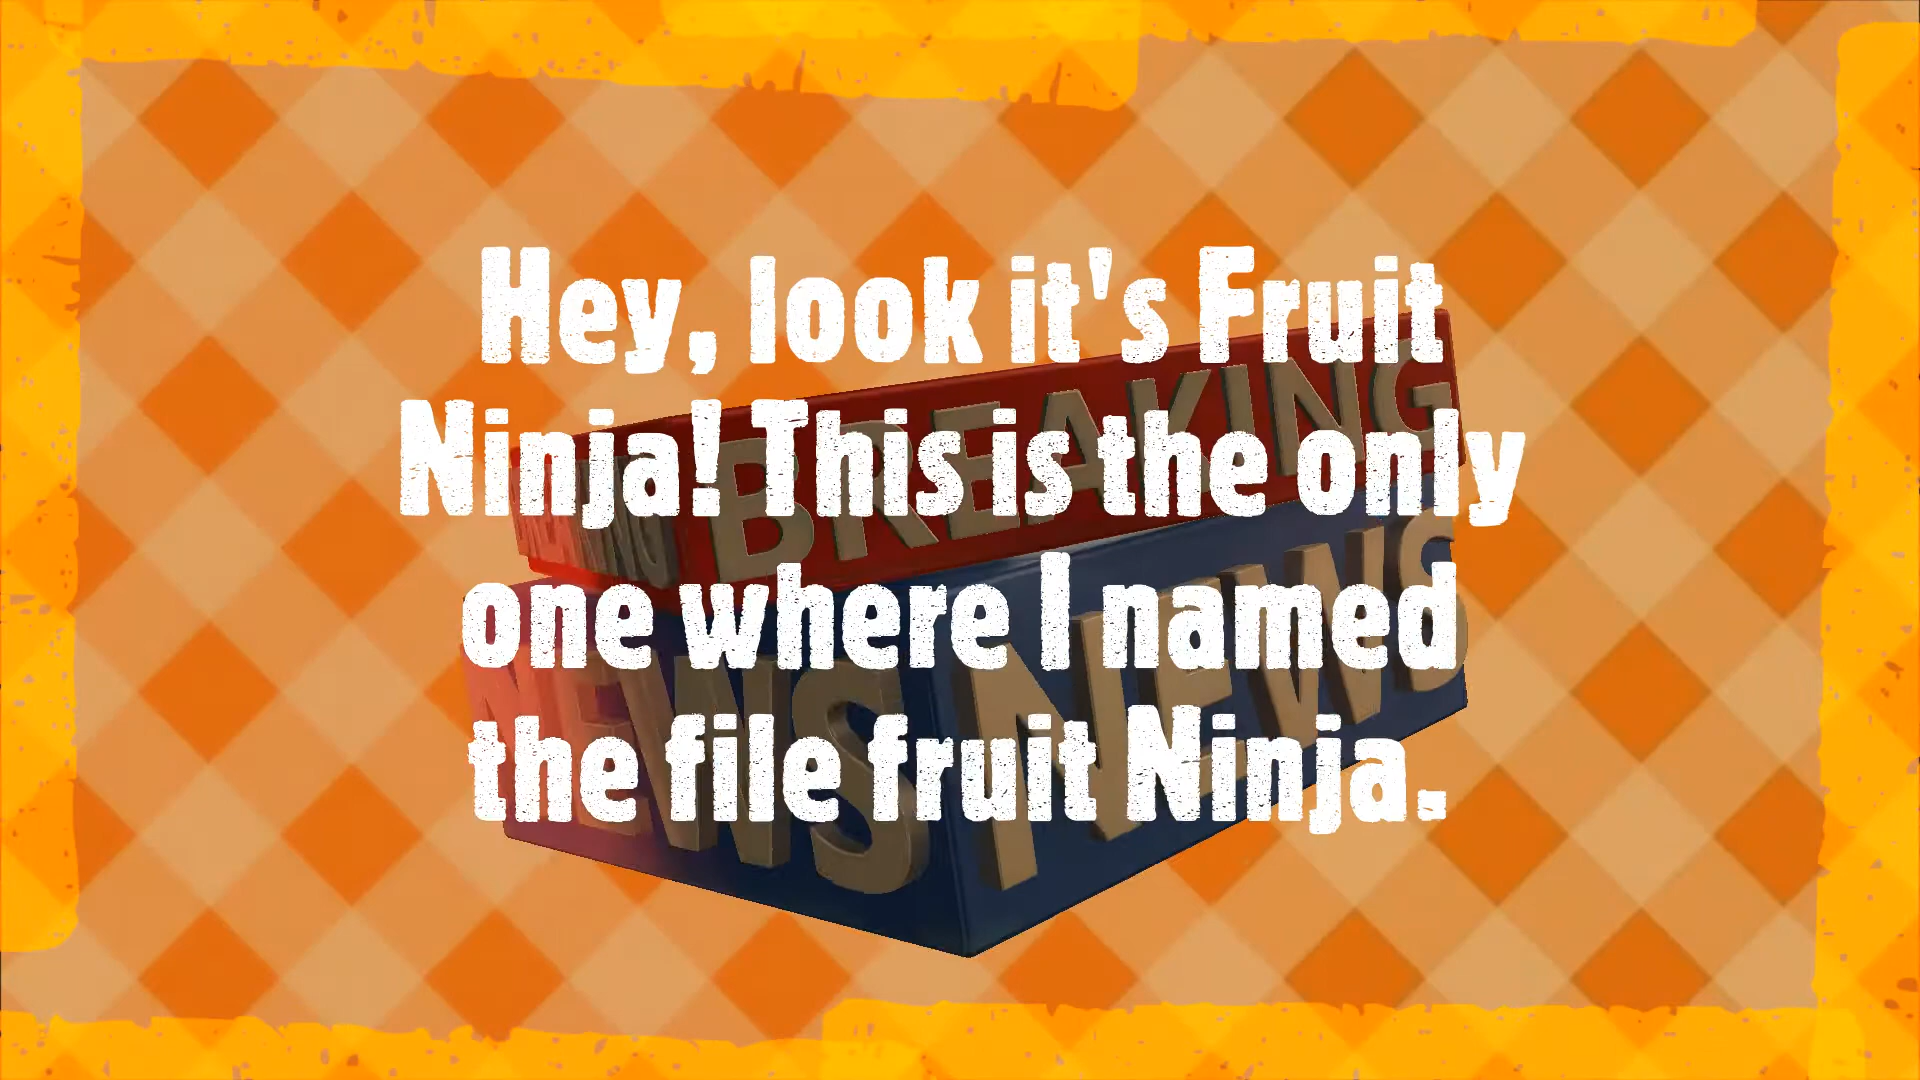 Hey, look it's Fruit
Ninja! This is the only
one where I named
the file fruit Ninja.
BREAKING
BREAKING
NEWS
NEWS